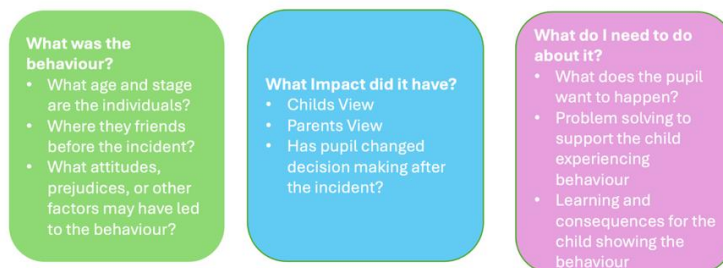 What was the
behaviour?
• What age and stage
are the individuals?
• Where they friends
before the incident?
• What attitudes,
prejudices, or other
factors may have led
to the behaviour?
What Impact did it have?
• Childs View
• Parents View
• Has pupil changed
decision making after
the incident?
What do I need to do
about it?
• What does the pupil
want to happen?
• Problem solving to
support the child
experiencing
behaviour
• Learning and
consequences for the
child showing the
behaviour